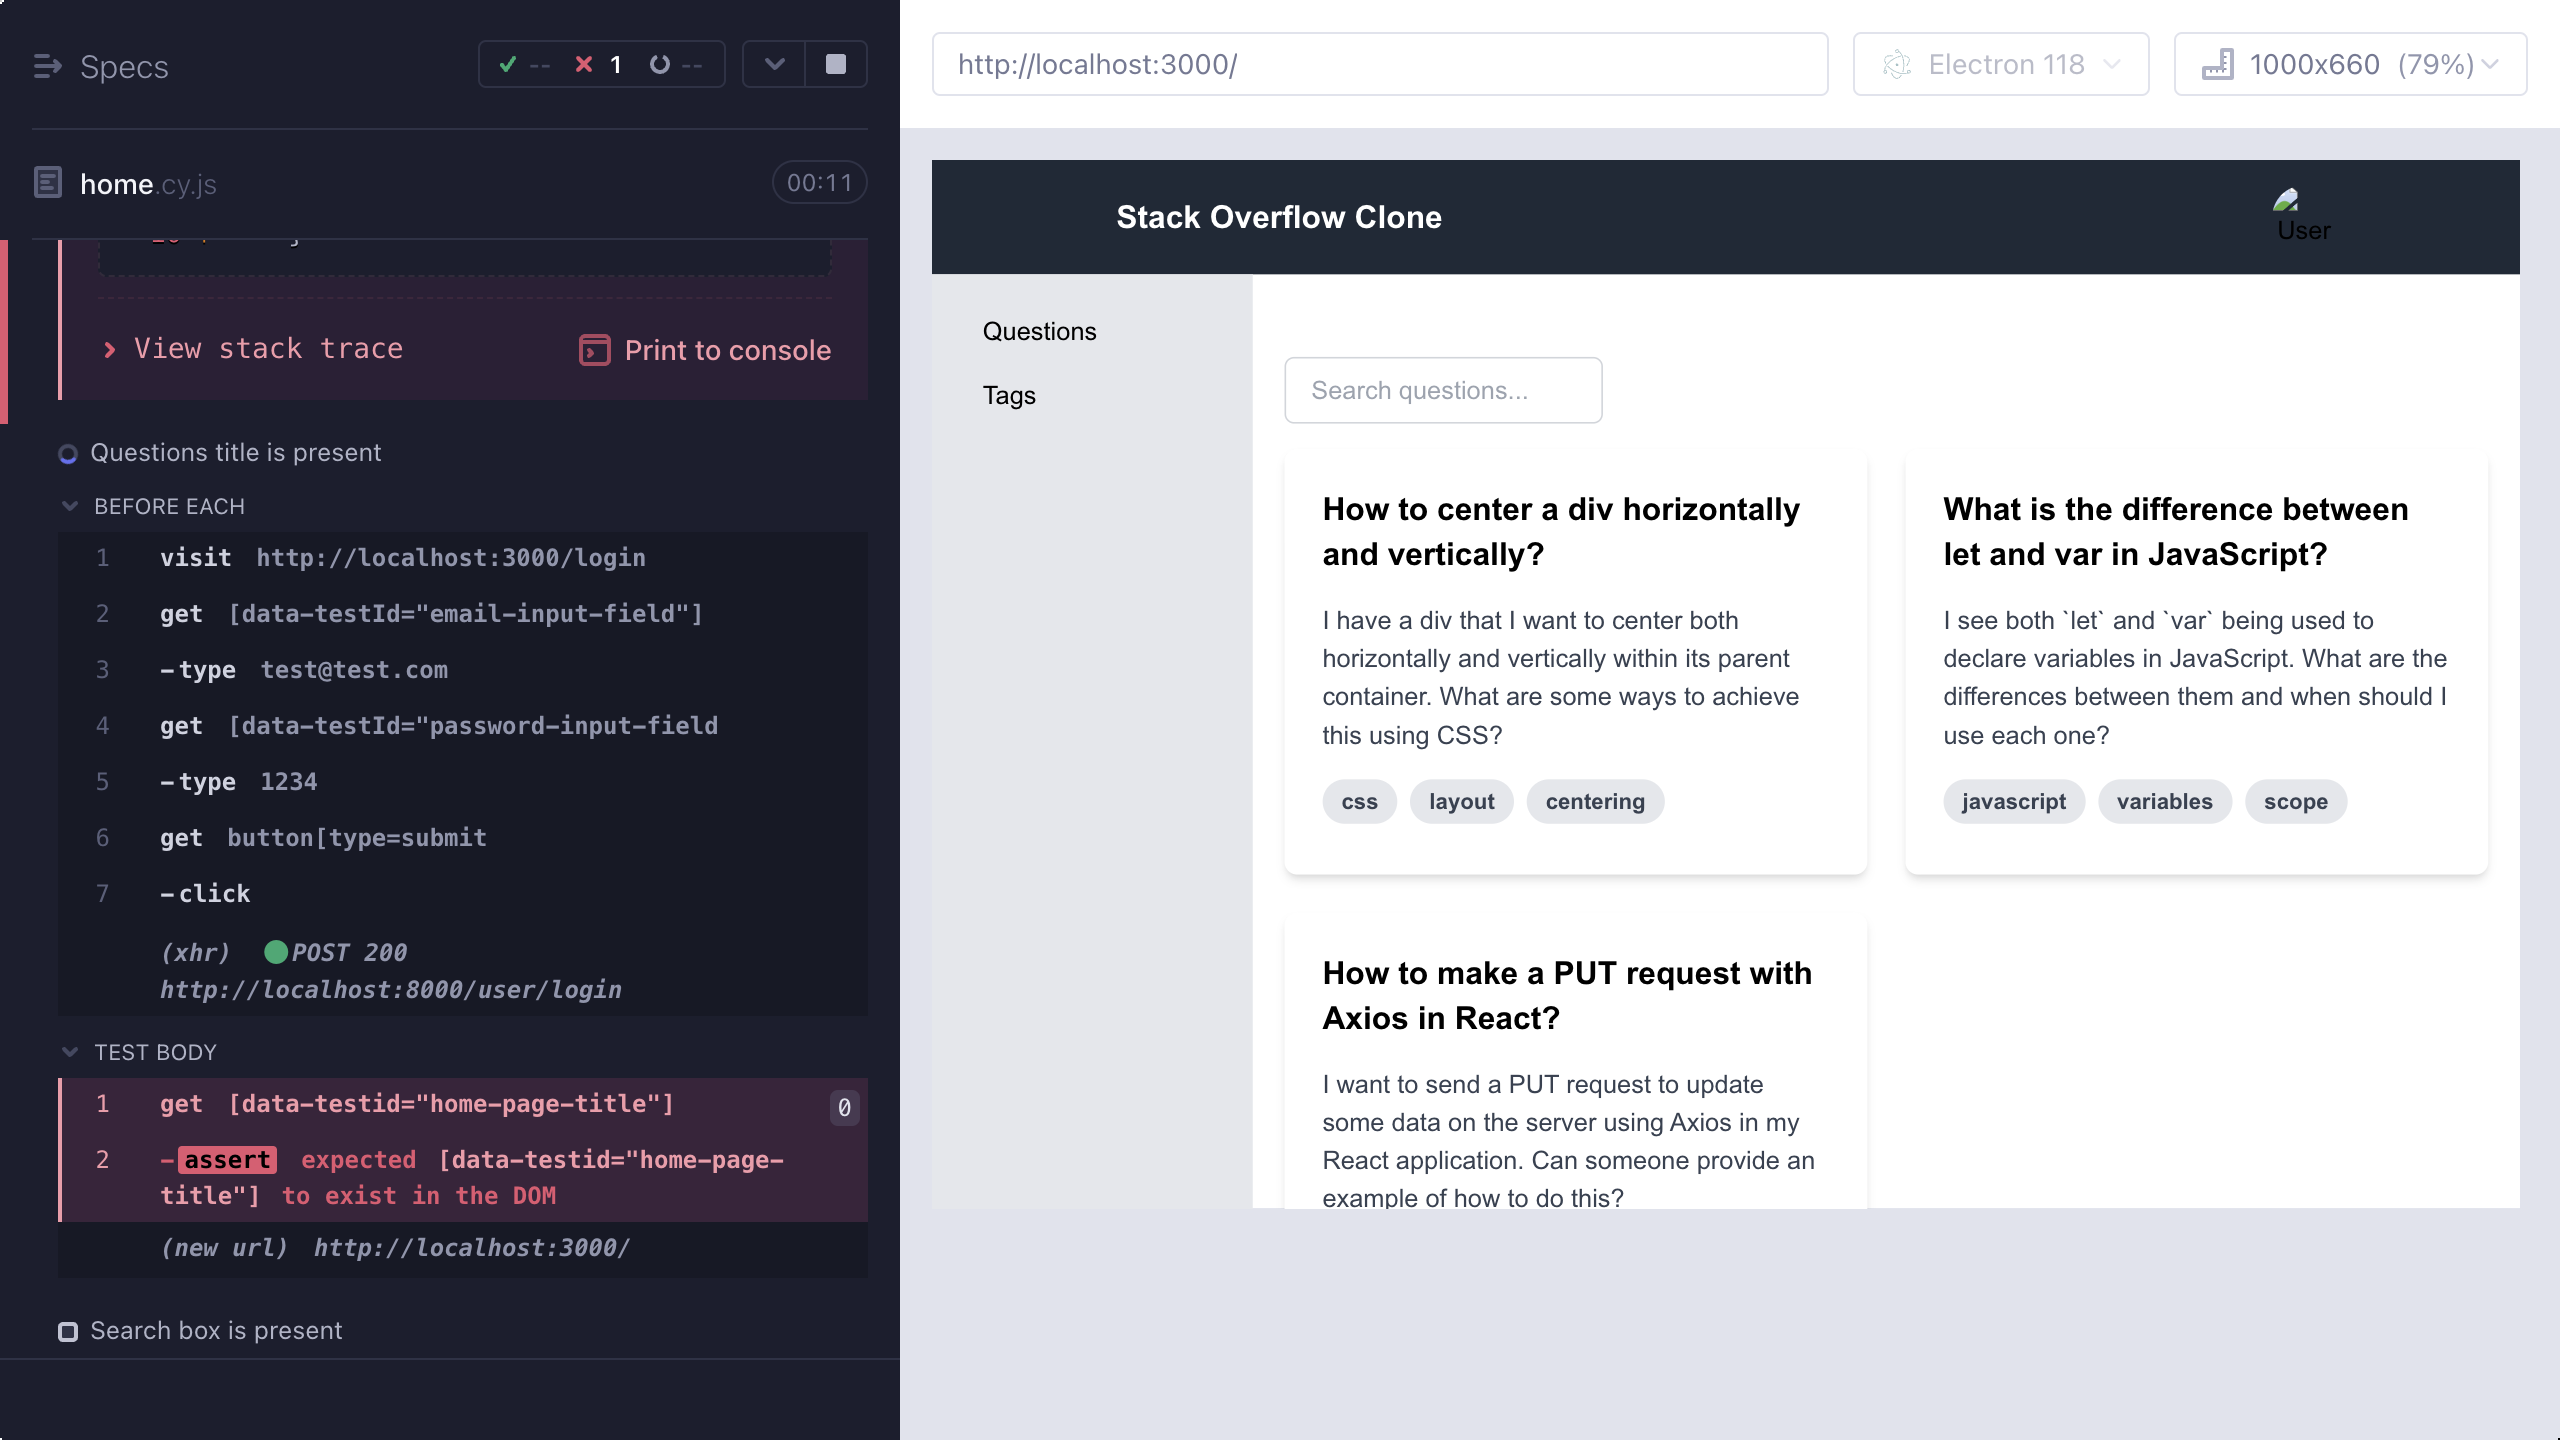 Specs
-- 1 --
home.cy.js
00:11
View stack trace
Print to console
Questions title is present
BEFORE EACH
1 visit http://localhost:3000/login
2 get [data-testId="email-input-field"]
3 -type test@test.com
4 get [data-testId="password-input-field
5 -type 1234
6 get button[type=submit
7 -click
(xhr) POST 200
http://localhost:8000/user/login
TEST BODY
1 get [data-testid="home-page-title"] 0
2 -assert expected [data-testid="home-page-
title"] to exist in the DOM
(new url) http://localhost:3000/
Search box is present
http://localhost:3000/
Electron 118
1000x660 (79%)
Stack Overflow Clone
User
Questions
Tags
Search questions...
How to center a div horizontally
and vertically?
I have a div that I want to center both
horizontally and vertically within its parent
container. What are some ways to achieve
this using CSS?
css layout centering
What is the difference between
let and var in JavaScript?
I see both `let` and `var` being used to
declare variables in JavaScript. What are the
differences between them and when should I
use each one?
javascript variables scope
How to make a PUT request with
Axios in React?
I want to send a PUT request to update
some data on the server using Axios in my
React application. Can someone provide an
example of how to do this?